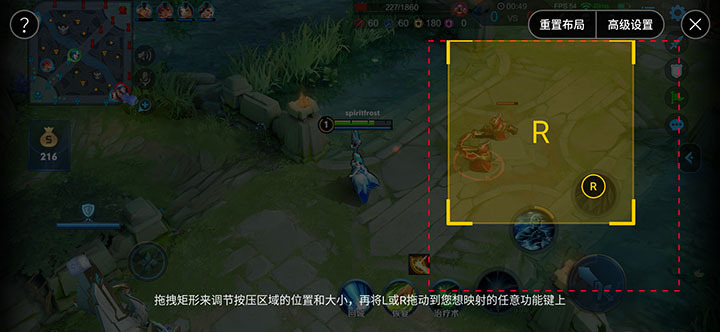 ?
227/1860
60
60
180
0
0
VS
00:49
FPS 54
重置布局
高级设置
spiritfrost
1
216
R
R
拖拽矩形来调节按压区域的位置和大小，再将L或R拖动到您想映射的任意功能键上
回城
恢复
治疗术